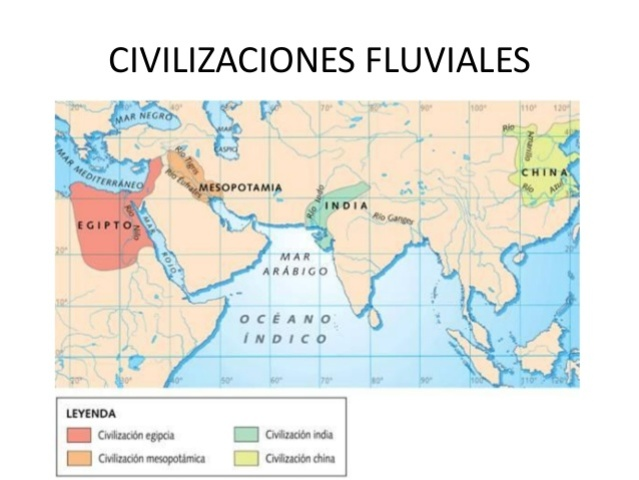 CIVILIZACIONES FLUVIALES
MAR NEGRO
MAR
CASPIO
MAR MEDITERRÁNEO
Río Tigris
Río Éufrates
MESOPOTAMIA
EGIPTO
Río Nilo
MAR ROJO
Río Indo
INDIA
Río Ganges
Río Amarillo
CHINA
Río Azul
MAR
ARÁBIGO
OCÉANO
ÍNDICO
LEYENDA
Civilización egipcia
Civilización india
Civilización mesopotámica
Civilización china